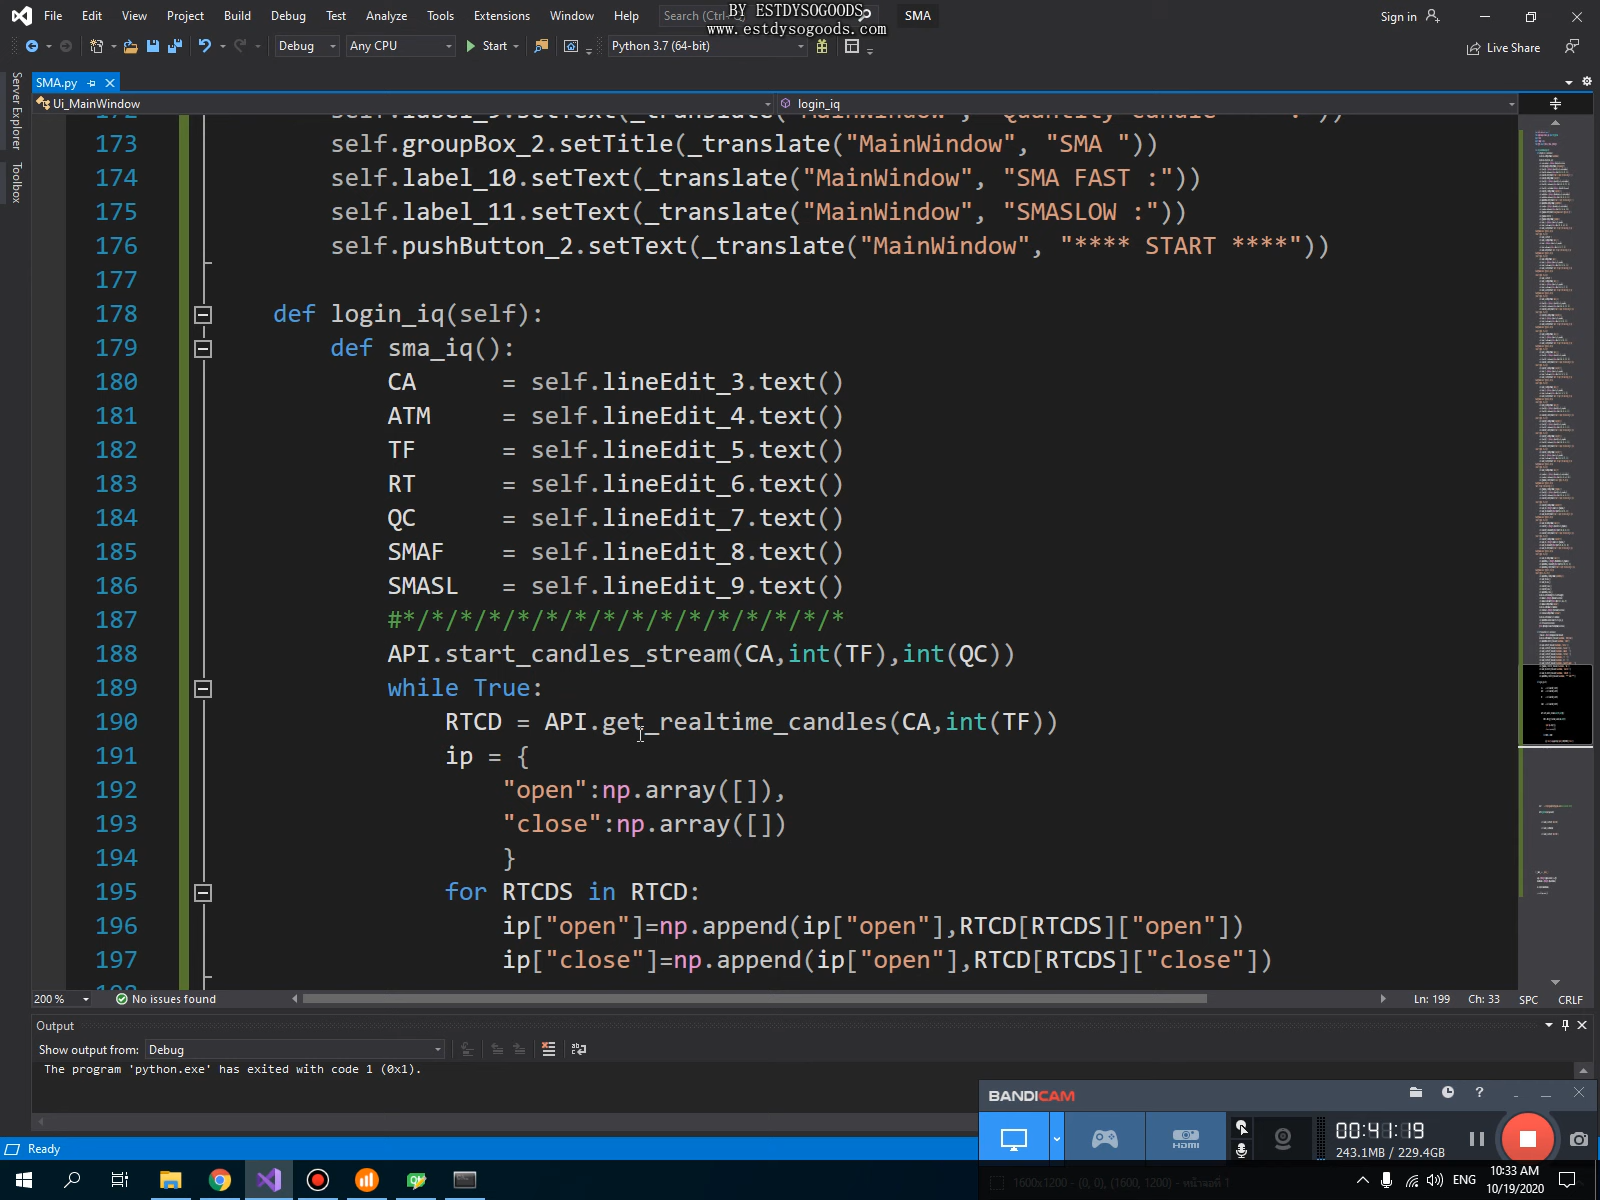 File Edit View Project Build Debug Test Analyze Tools Extensions Window Help Search (Ctrl- SMA Sign in
BY ESTDYSOGOODS
www.estdysogoods.com
Debug Any CPU Start Python 3.7 (64-bit) Live Share
SMA.py
Ui_MainWindow login_iq
Server Explorer
Toolbox
173 self.groupBox_2.setTitle(_translate("MainWindow", "SMA "))
174 self.label_10.setText(_translate("MainWindow", "SMA FAST :"))
175 self.label_11.setText(_translate("MainWindow", "SMASLOW :"))
176 self.pushButton_2.setText(_translate("MainWindow", "**** START ****"))
177
178 def login_iq(self):
179 def sma_iq():
180 CA = self.lineEdit_3.text()
181 ATM = self.lineEdit_4.text()
182 TF = self.lineEdit_5.text()
183 RT = self.lineEdit_6.text()
184 QC = self.lineEdit_7.text()
185 SMAF = self.lineEdit_8.text()
186 SMASL = self.lineEdit_9.text()
187 #*/*/*/*/*/*/*/*/*/*/*/*/*/*/*/*
188 API.start_candles_stream(CA,int(TF),int(QC))
189 while True:
190 RTCD = API.get_realtime_candles(CA,int(TF))
191 ip = {
192 "open":np.array([]),
193 "close":np.array([])
194 }
195 for RTCDS in RTCD:
196 ip["open"]=np.append(ip["open"],RTCD[RTCDS]["open"])
197 ip["close"]=np.append(ip["open"],RTCD[RTCDS]["close"])
200 % No issues found Ln: 199 Ch: 33 SPC CRLF
Output
Show output from: Debug
The program 'python.exe' has exited with code 1 (0x1).
BANDICAM
HDMI
00:41:19
243.1MB / 229.4GB
Ready
ENG
10:33 AM
10/19/2020